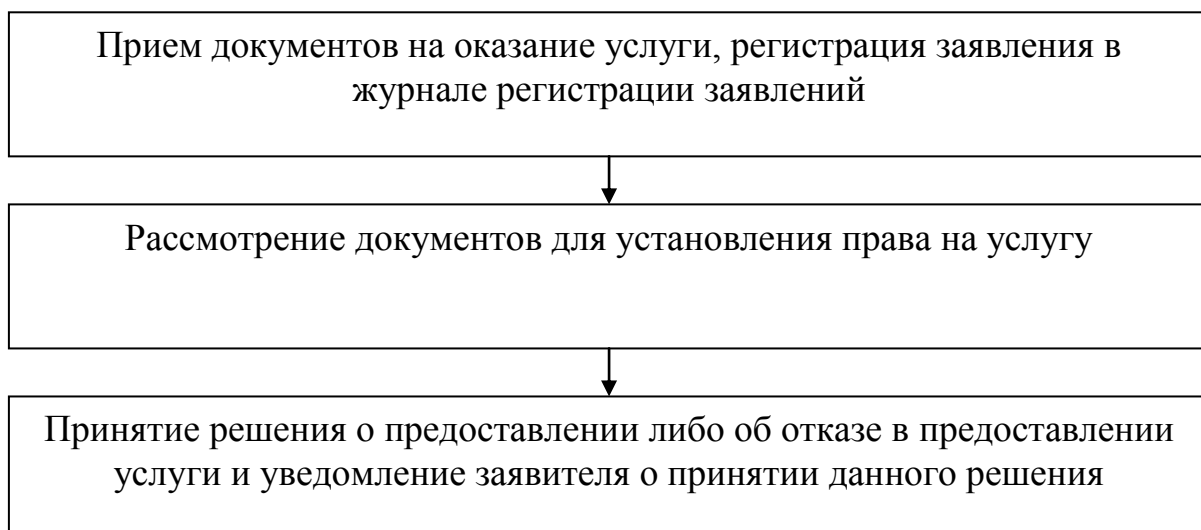 Прием документов на оказание услуги, регистрация заявления в
журнале регистрации заявлений
Рассмотрение документов для установления права на услугу
Принятие решения о предоставлении либо об отказе в предоставлении
услуги и уведомление заявителя о принятии данного решения